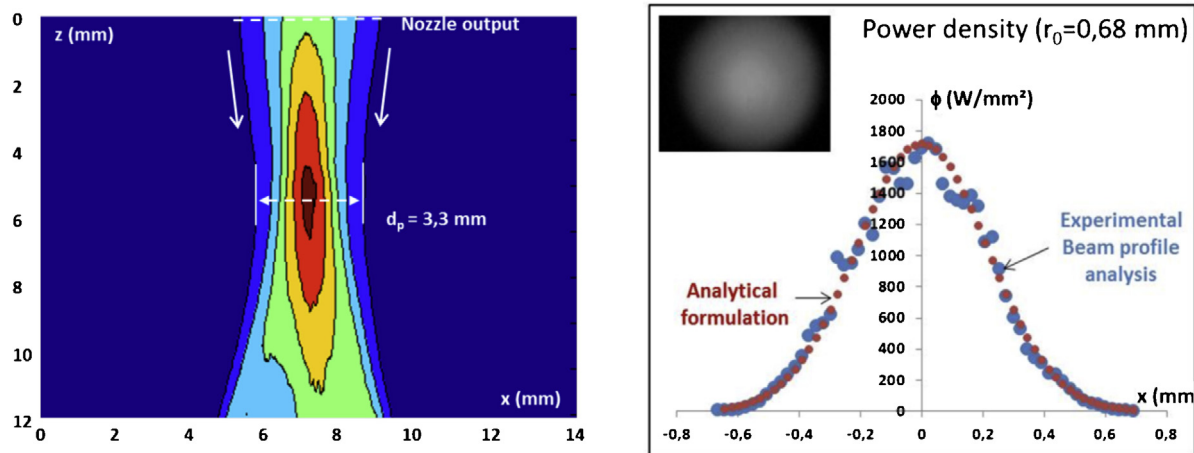 z (mm)
Nozzle output
dp = 3,3 mm
x (mm)
0
2
4
6
8
10
12
0 2 4 6 8 10 12 14
Power density (r0=0,68 mm)
ϕ (W/mm²)
2000
1800
1600
1400
1200
1000
800
600
400
200
0
Experimental
Beam profile
analysis
Analytical
formulation
x (mm
-0,8 -0,6 -0,4 -0,2 0 0,2 0,4 0,6 0,8